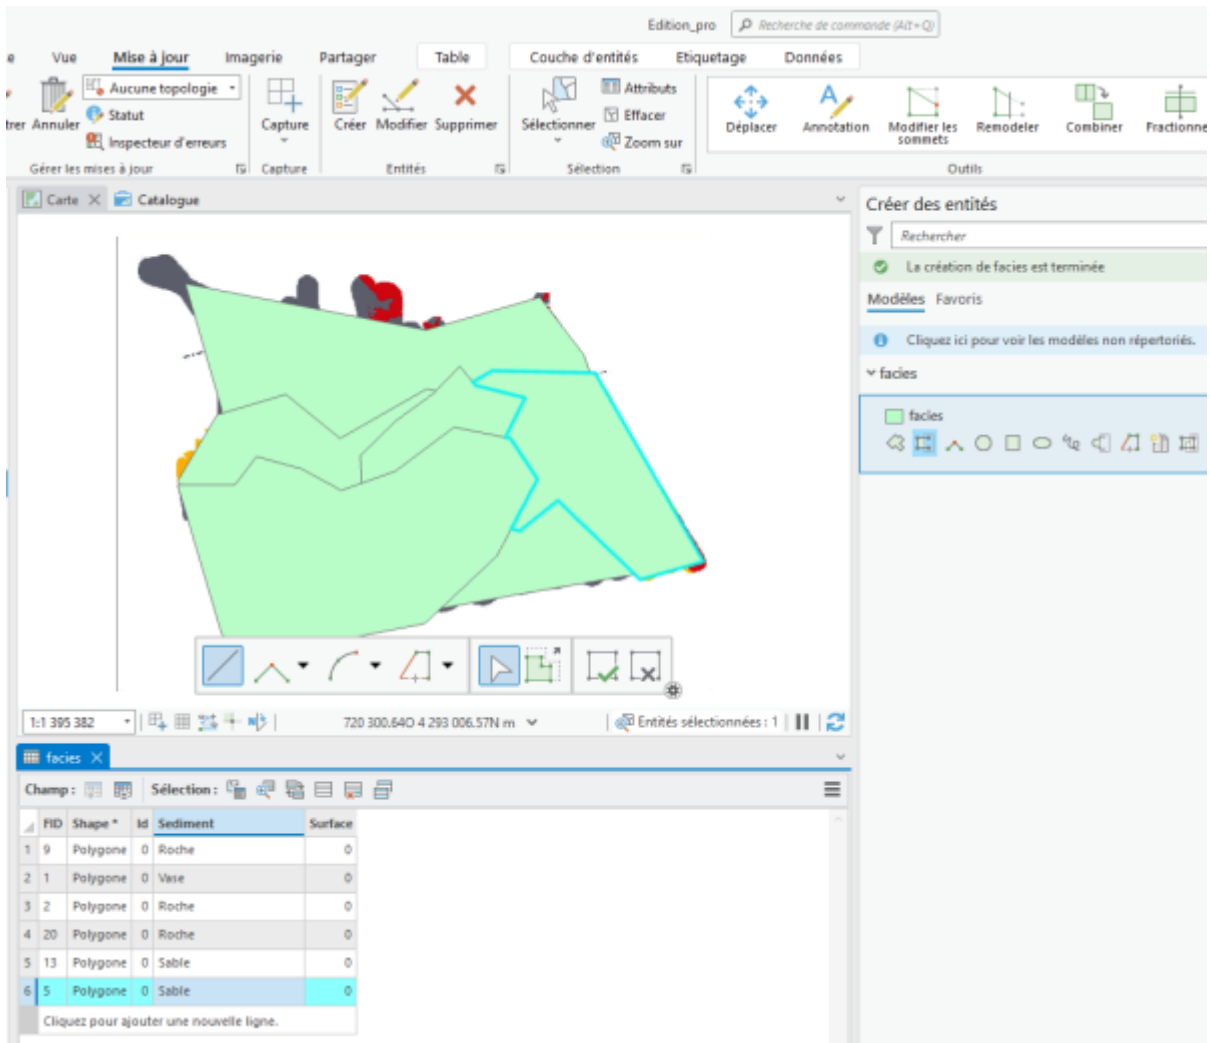 Edition_pro Recherche de commande (Alt+Q)
e Vue Mise à jour Imagerie Partager Table Couche d'entités Etiquetage Données
Aucune topologie
Statut
Inspecteur d'erreurs
trer Annuler
Gérer les mises à jour
Capture
Capture
Créer Modifier Supprimer
Entités
Sélectionner
Attributs
Effacer
Zoom sur
Sélection
Déplacer Annotation Modifier les sommets Remodeler Combiner Fractionne
Outils
Carte Catalogue
Créer des entités
Rechercher
La création de facies est terminée
Modèles Favoris
Cliquez ici pour voir les modèles non répertoriés.
facies
facies
1:1 395 382 720 300.64O 4 293 006.57N m Entités sélectionnées : 1
facies
Champ : Sélection :
FID Shape * Id Sediment Surface
1 9 Polygone 0 Roche 0
2 1 Polygone 0 Vase 0
3 2 Polygone 0 Roche 0
4 20 Polygone 0 Roche 0
5 13 Polygone 0 Sable 0
6 5 Polygone 0 Sable 0
Cliquez pour ajouter une nouvelle ligne.